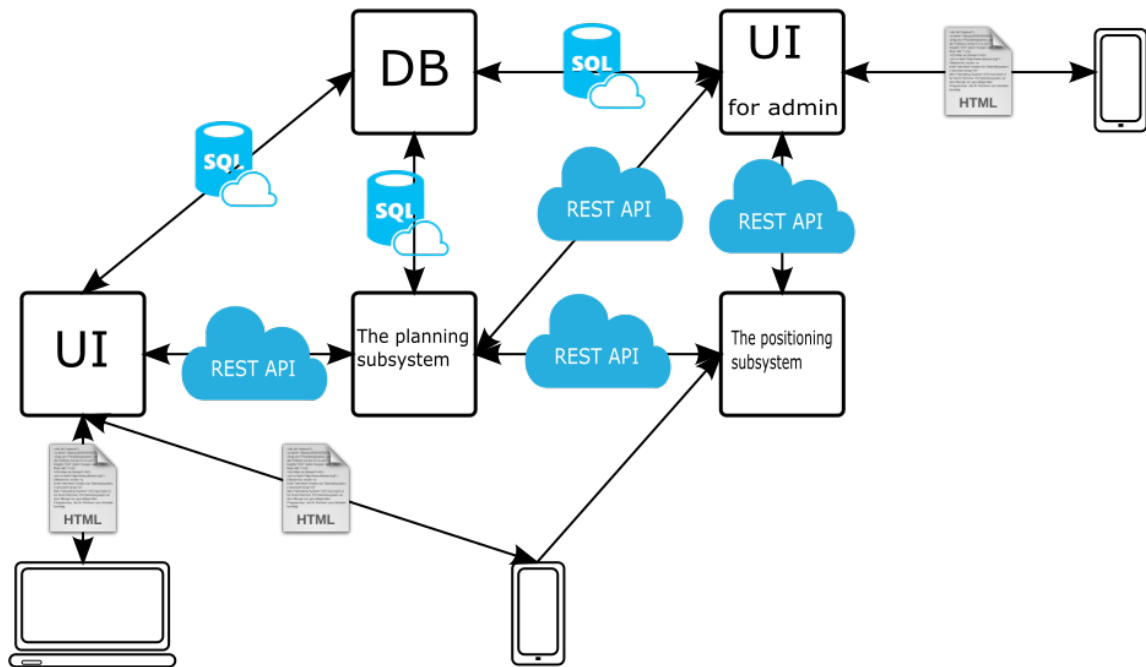 DB
SQL
UI
for admin
HTML
SQL
SQL
REST API
REST API
UI
REST API
The planning
subsystem
REST API
The positioning
subsystem
HTML
HTML